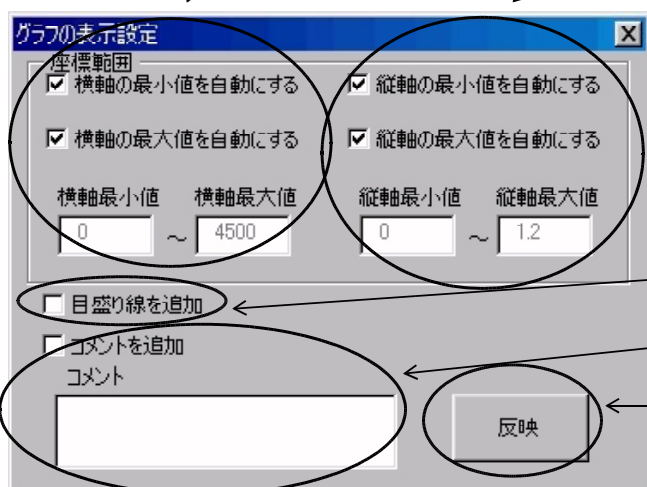 グラフの表示設定
座標範囲
横軸の最小値を自動にする 縦軸の最小値を自動にする
横軸の最大値を自動にする 縦軸の最大値を自動にする
横軸最小値 横軸最大値 縦軸最小値 縦軸最大値
0 ～ 4500 0 ～ 1.2
目盛り線を追加
コメントを追加
コメント
反映